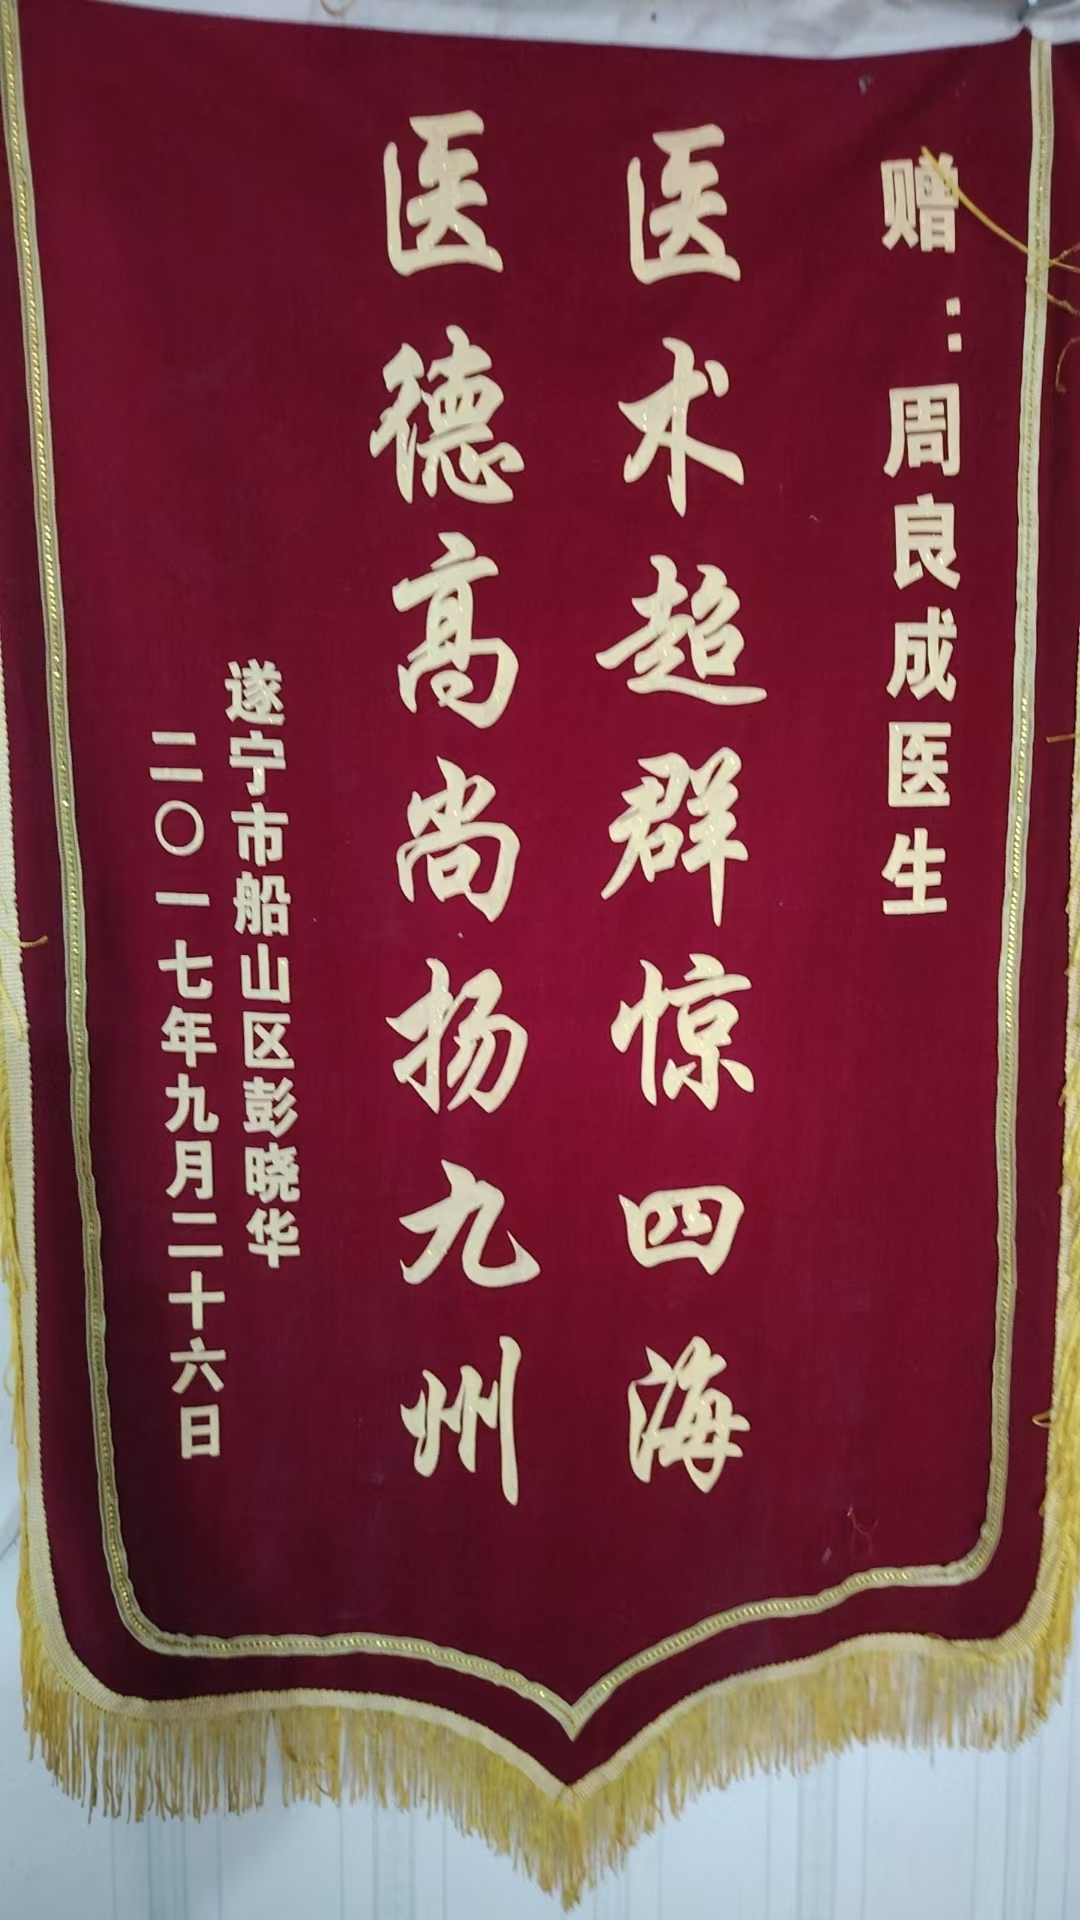 赠：周良成医生
医术超群惊四海
医德高尚扬九州
遂宁市船山区彭晓华
二〇一七年九月二十六日